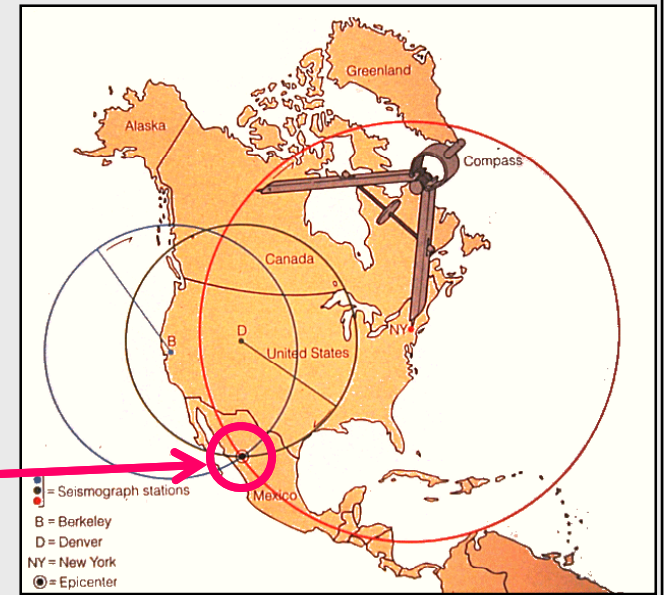 Greenland
Alaska
Compass
Canada
NY
B
D
United States
Mexico
= Seismograph stations
B = Berkeley
D = Denver
NY = New York
= Epicenter